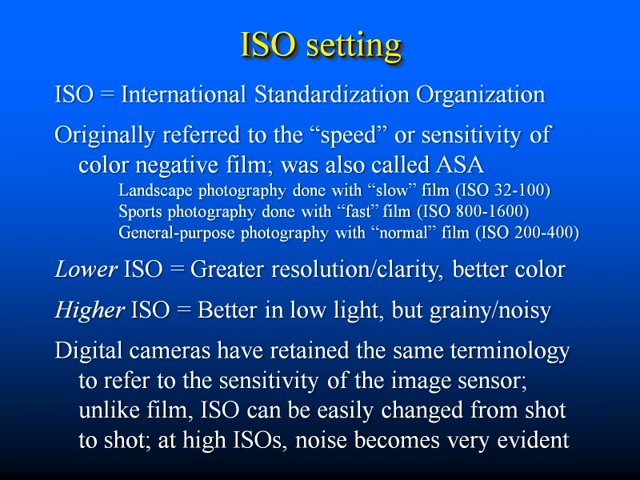 ISO setting
ISO = International Standardization Organization
Originally referred to the “speed” or sensitivity of
color negative film; was also called ASA
Landscape photography done with “slow” film (ISO 32-100)
Sports photography done with “fast” film (ISO 800-1600)
General-purpose photography with “normal” film (ISO 200-400)
Lower ISO = Greater resolution/clarity, better color
Higher ISO = Better in low light, but grainy/noisy
Digital cameras have retained the same terminology
to refer to the sensitivity of the image sensor;
unlike film, ISO can be easily changed from shot
to shot; at high ISOs, noise becomes very evident